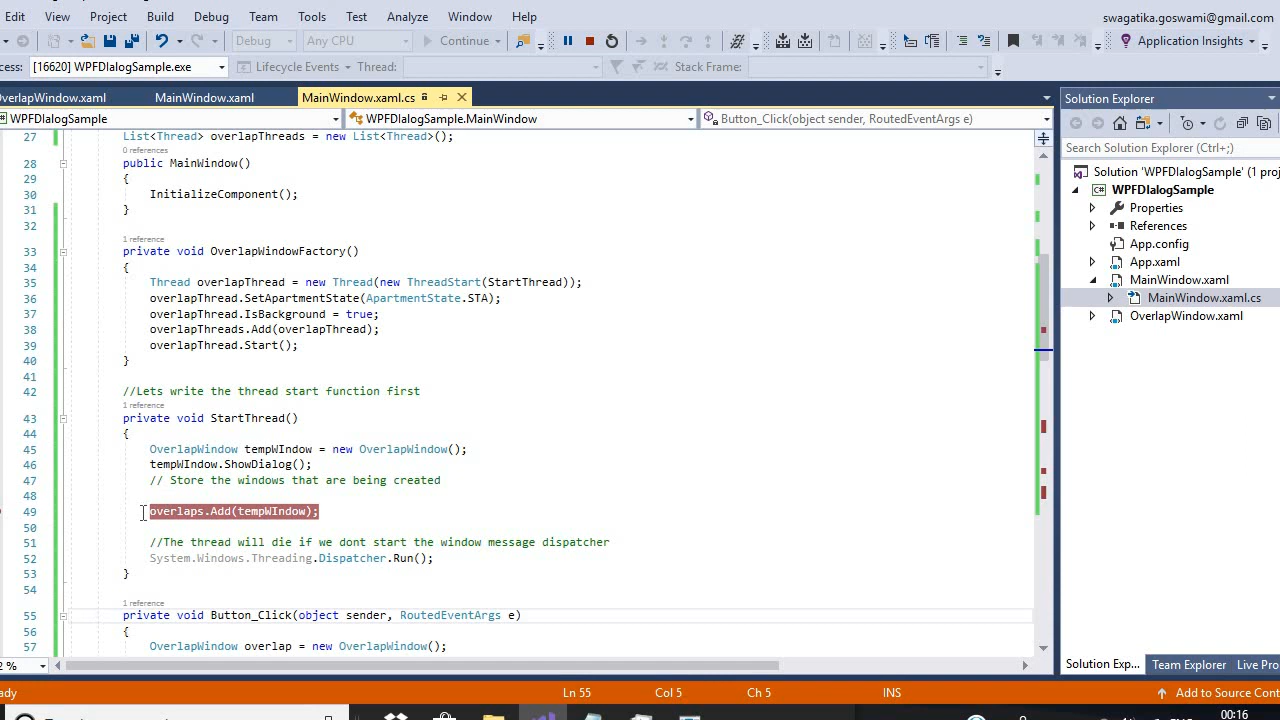 Edit View Project Build Debug Team Tools Test Analyze Window Help swagatika.goswami@gmail.com
Debug Any CPU Continue Application Insights
cess: [16620] WPFDIalogSample.exe Lifecycle Events Thread: Stack Frame:
OverlapWindow.xaml MainWindow.xaml MainWindow.xaml.cs Solution Explorer
WPFDIalogSample WPFDIalogSample.MainWindow Button_Click(object sender, RoutedEventArgs e)
27 List<Thread> overlapThreads = new List<Thread>();
0 references
28 public MainWindow()
29 {
30 InitializeComponent();
31 }
32
1 reference
33 private void OverlapWindowFactory()
34 {
35 Thread overlapThread = new Thread(new ThreadStart(StartThread));
36 overlapThread.SetApartmentState(ApartmentState.STA);
37 overlapThread.IsBackground = true;
38 overlapThreads.Add(overlapThread);
39 overlapThread.Start();
40 }
41
42 //Lets write the thread start function first
1 reference
43 private void StartThread()
44 {
45 OverlapWindow tempWIndow = new OverlapWindow();
46 tempWIndow.ShowDialog();
47 // Store the windows that are being created
48
49 overlaps.Add(tempWIndow);
50
51 //The thread will die if we dont start the window message dispatcher
52 System.Windows.Threading.Dispatcher.Run();
53 }
54
1 reference
55 private void Button_Click(object sender, RoutedEventArgs e)
56 {
57 OverlapWindow overlap = new OverlapWindow();
Search Solution Explorer (Ctrl+;)
Solution 'WPFDIalogSample' (1 proj
WPFDIalogSample
Properties
References
App.config
App.xaml
MainWindow.xaml
MainWindow.xaml.cs
OverlapWindow.xaml
2 % Solution Exp... Team Explorer Live Pro
ady Ln 55 Col 5 Ch 5 INS Add to Source Cont
00:16